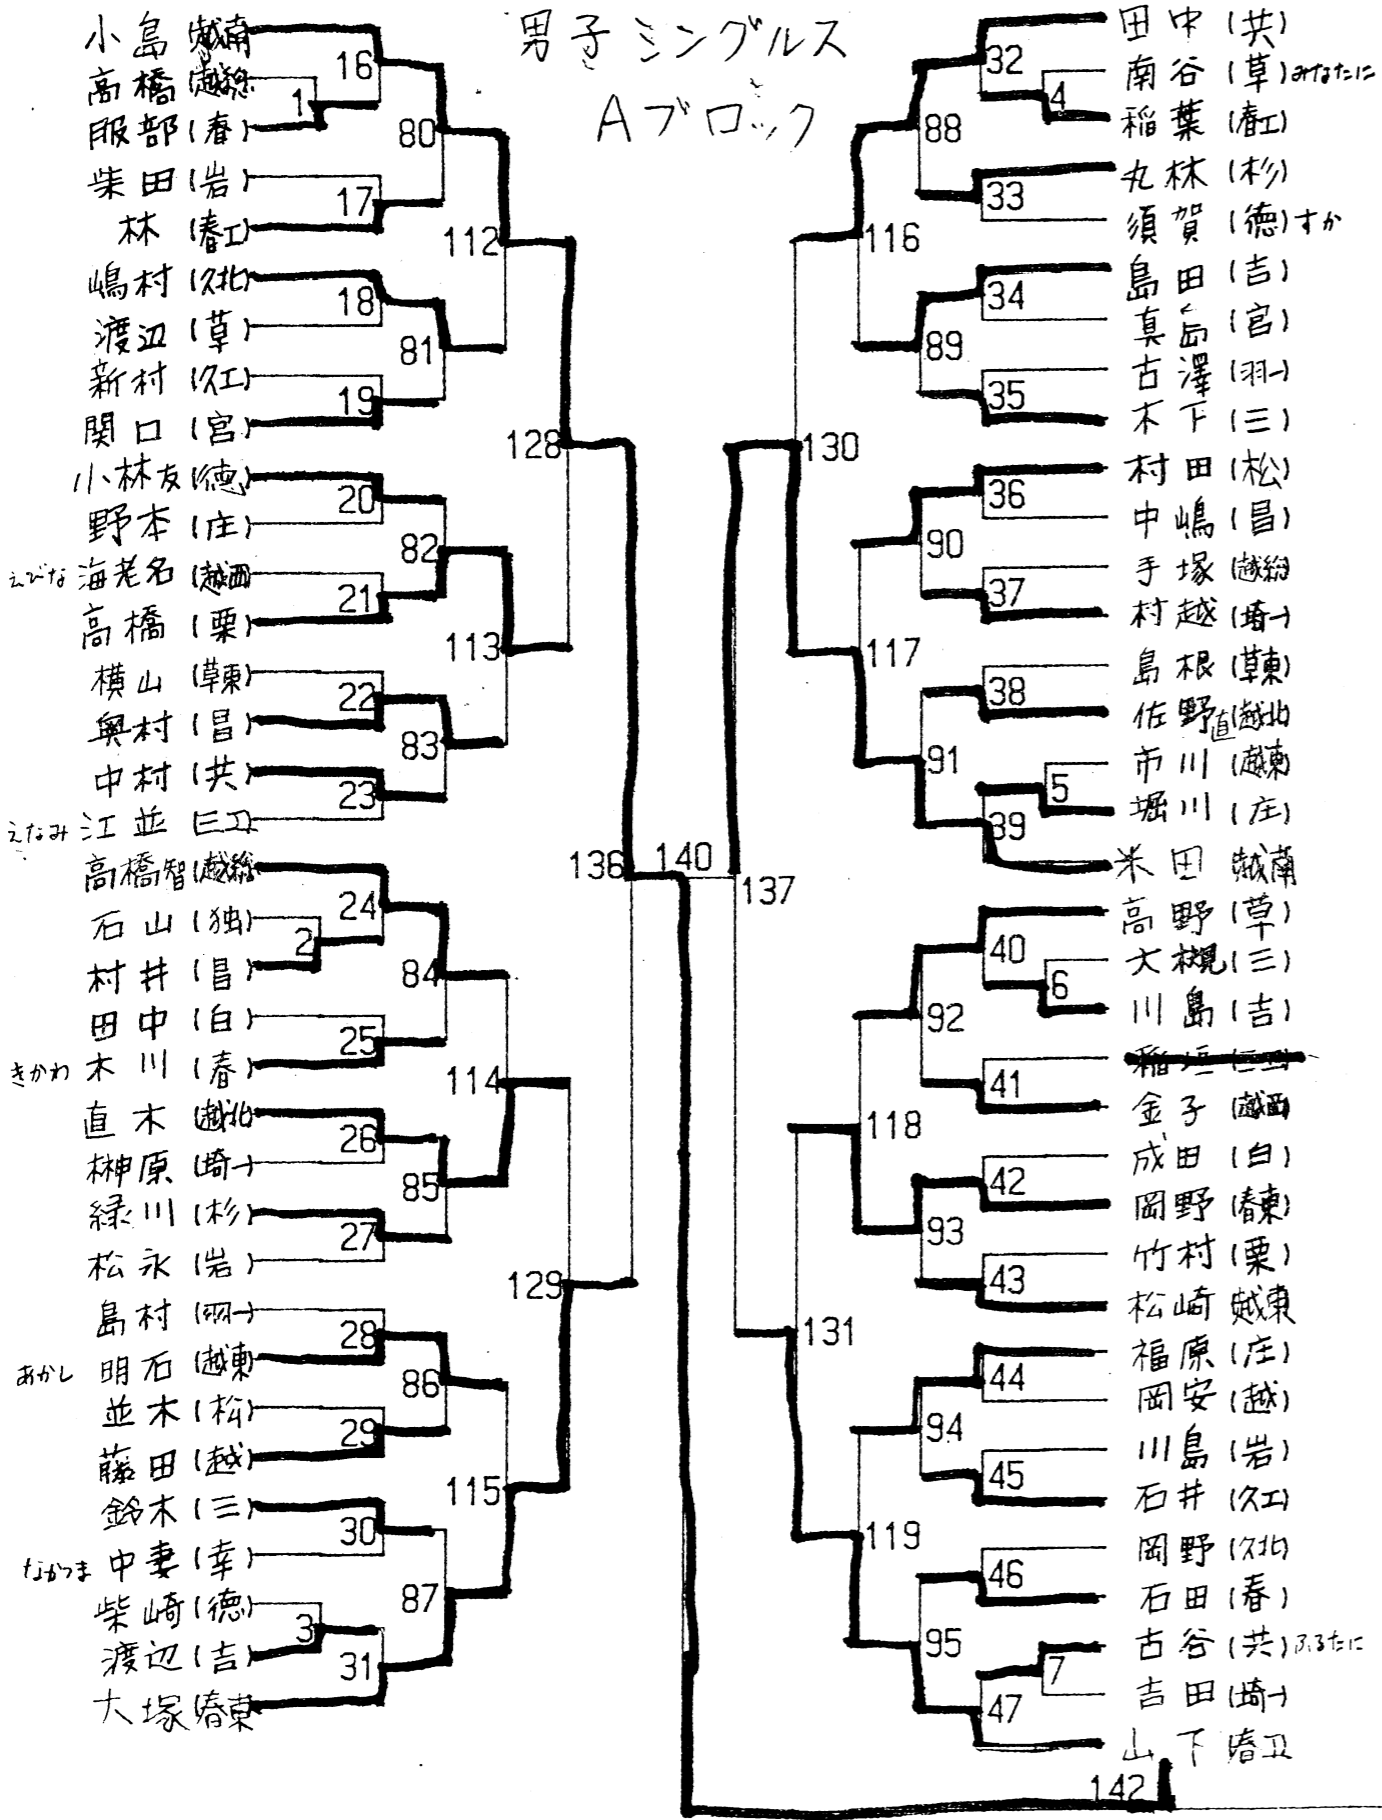 男子シングルス
Aブロック
小島(越南)
高橋(越総)
服部(春)
柴田(岩)
林(春工)
嶋村(久北)
渡辺(草)
新村(久工)
関口(宮)
小林友(徳)
野本(庄)
えびな 海老名(越西)
高橋(栗)
横山(草東)
奥村(昌)
中村(共)
えなみ 江並
高橋智(越総)
石山(独)
村井(昌)
田中(白)
きかわ 木川(春)
直木(越北)
榊原(埼一)
緑川(杉)
松永(岩)
島村(羽一)
あかし 明石(越東)
並木(松)
藤田(越)
鈴木(三)
なかつま 中妻(幸)
柴崎(徳)
渡辺(吉)
大塚(春東)
16
1
80
17
112
18
81
19
128
20
82
21
113
22
83
23
136
24
2
84
25
114
26
85
27
129
28
86
29
115
30
87
3
31
140
田中(共)
南谷(草)みなたに
稲葉(春工)
丸林(杉)
須賀(徳)すか
島田(吉)
真島(宮)
古澤(羽一)
木下(三)
村田(松)
中嶋(昌)
手塚(越総)
村越(埼一)
島根(草東)
佐野直(越北)
市川(越東)
堀川(庄)
米田(越南)
高野(草)
大槻(三)
川島(吉)
金子(越西)
成田(白)
岡野(春東)
竹村(栗)
松崎(越東)
福原(庄)
岡安(越)
川島(岩)
石井(久工)
岡野(久北)
石田(春)
古谷(共)ふるたに
吉田(埼一)
山下(春工)
32
4
88
33
116
34
89
35
130
36
90
37
117
38
91
5
39
137
40
6
92
41
118
42
93
43
131
44
94
45
119
46
95
7
47
142